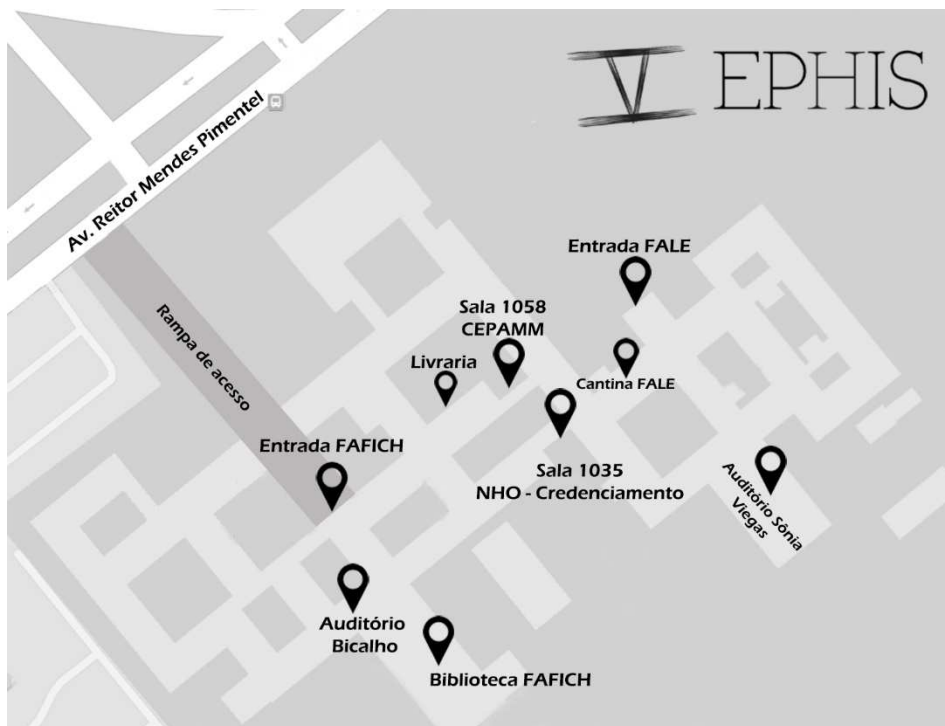 V EPHIS
Av. Reitor Mendes Pimentel
Entrada FALE
Sala 1058
CEPAMM
Livraria
Cantina FALE
Rampa de acesso
Entrada FAFICH
Sala 1035
NHO - Credenciamento
Auditório Sônia
Viegas
Auditório
Bicalho
Biblioteca FAFICH